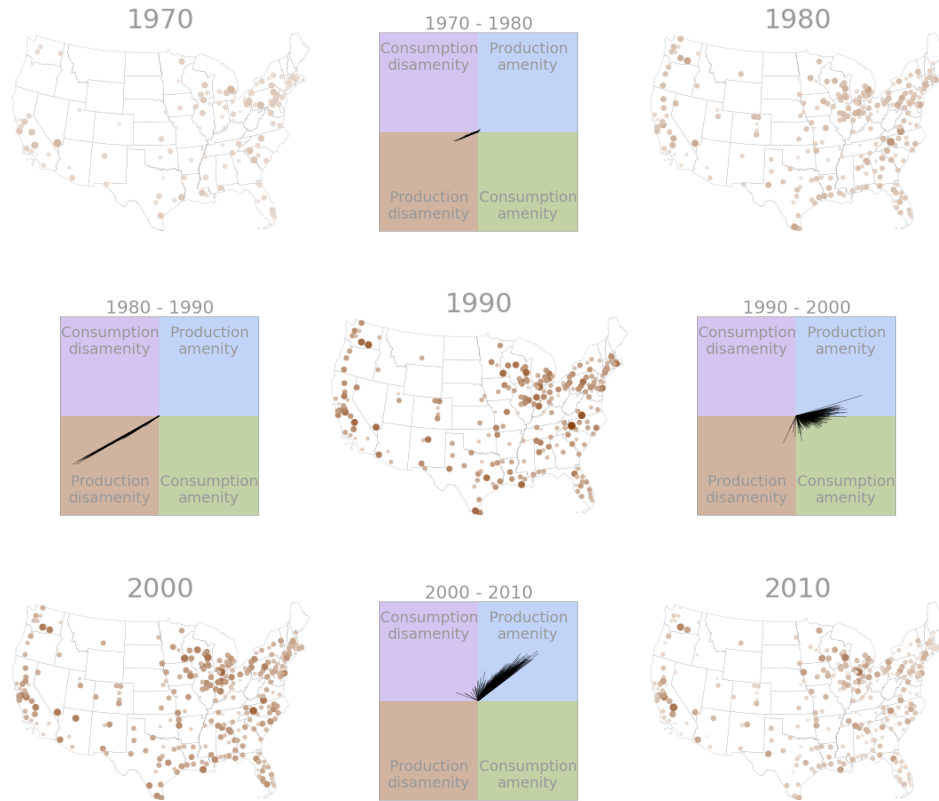 1970
1970 - 1980
Consumption
disamenity
Production
amenity
Production
disamenity
Consumption
amenity
1980
1980 - 1990
Consumption
disamenity
Production
amenity
Production
disamenity
Consumption
amenity
1990
1990 - 2000
Consumption
disamenity
Production
amenity
Production
disamenity
Consumption
amenity
2000
2000 - 2010
Consumption
disamenity
Production
amenity
Production
disamenity
Consumption
amenity
2010